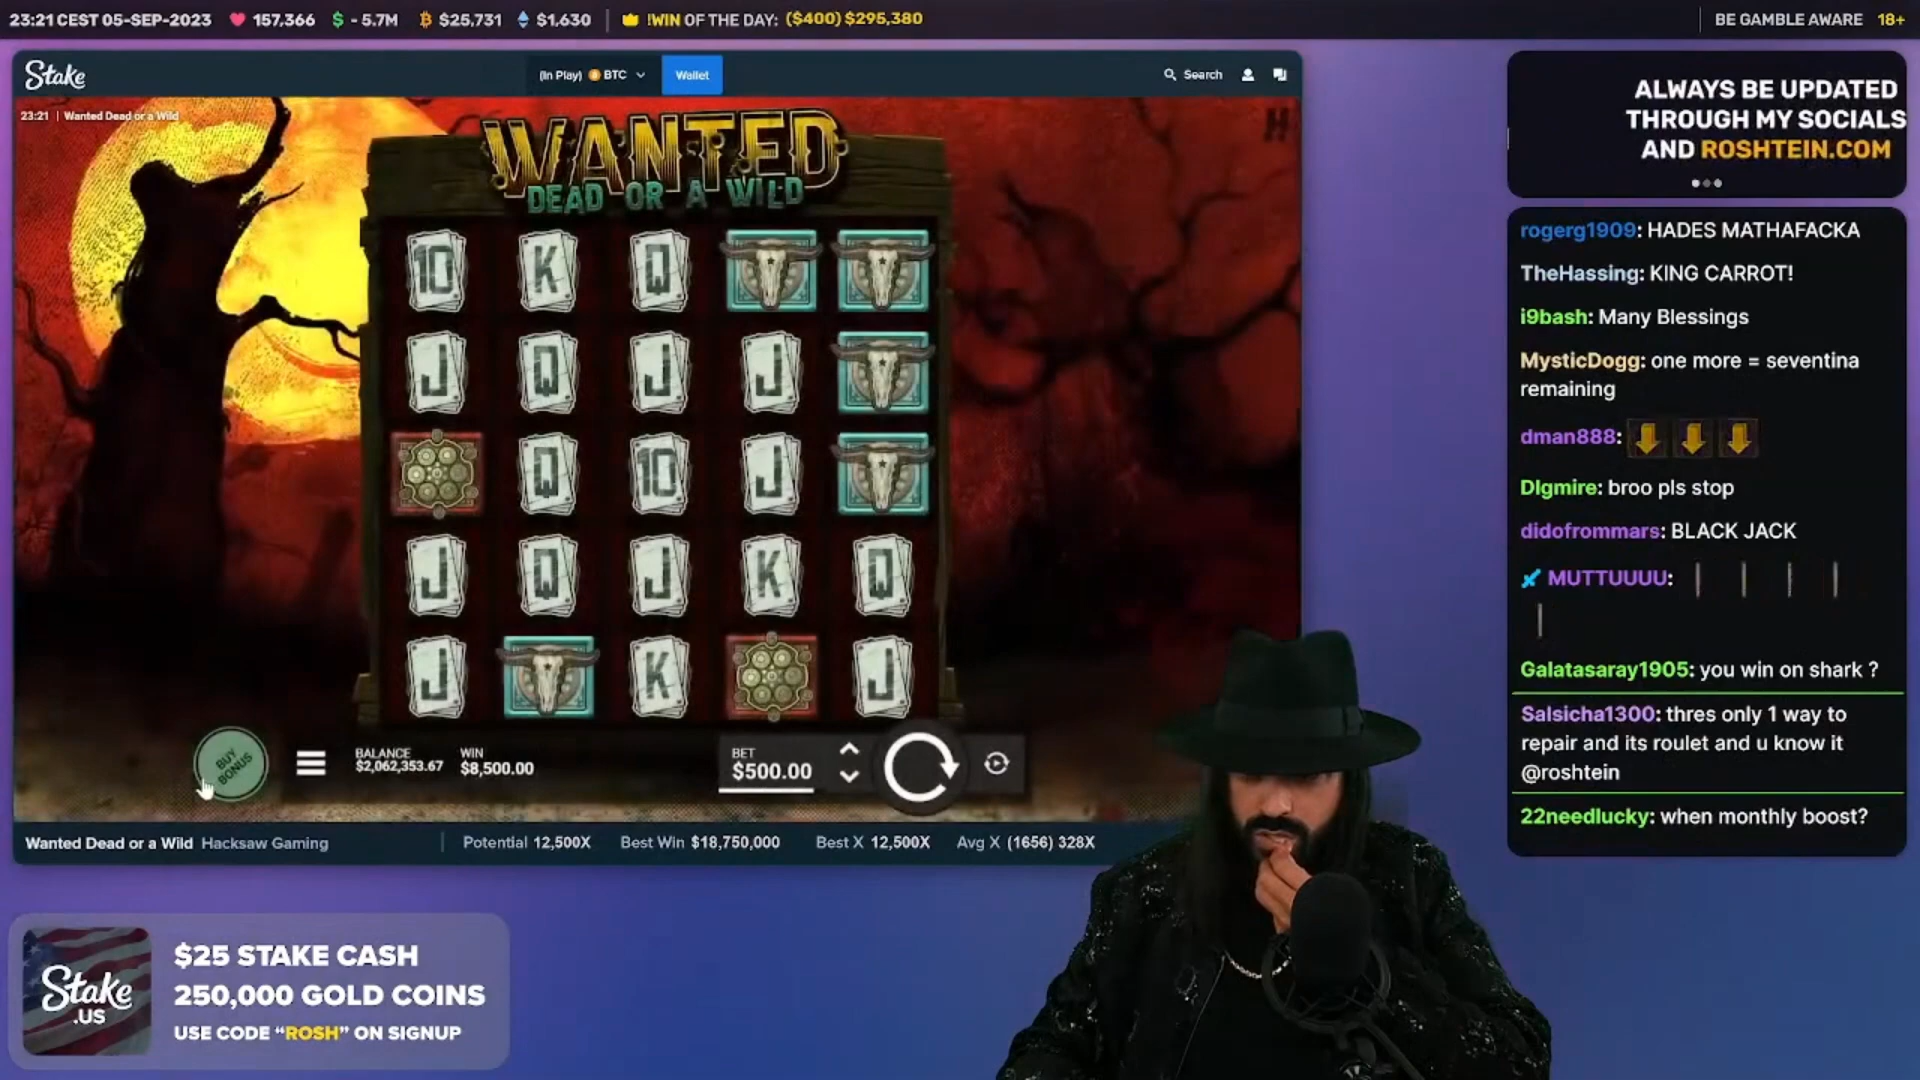 23:21 CEST 05-SEP-2023 157,366 $ - 5.7M $25,731 $1,630 !WIN OF THE DAY: ($400) $295,380
BE GAMBLE AWARE 18+
Stake
(In Play) BTC
Wallet
Search
23:21 | Wanted Dead or a Wild
WANTED
DEAD OR A WILD
10 K Q
J Q J J
Q 10 J
J Q J K Q
J K J
BUY
BONUS
BALANCE
$2,062,353.67
WIN
$8,500.00
BET
$500.00
Wanted Dead or a Wild Hacksaw Gaming
Potential 12,500X Best Win $18,750,000 Best X 12,500X Avg X (1656) 328X
Stake
.US
$25 STAKE CASH
250,000 GOLD COINS
USE CODE “ROSH” ON SIGNUP
ALWAYS BE UPDATED
THROUGH MY SOCIALS
AND ROSHTEIN.COM
rogerg1909: HADES MATHAFACKA
TheHassing: KING CARROT!
i9bash: Many Blessings
MysticDogg: one more = seventina
remaining
dman888:
Dlgmire: broo pls stop
didofrommars: BLACK JACK
MUTTUUUU:
Galatasaray1905: you win on shark ?
Salsicha1300: thres only 1 way to
repair and its roulet and u know it
@roshtein
22needlucky: when monthly boost?